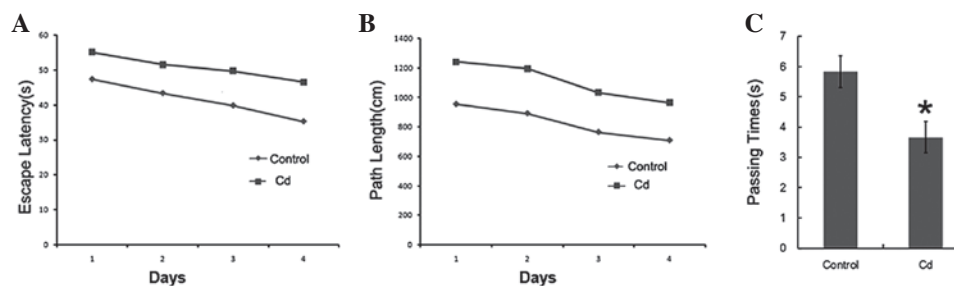 A
Escape Latency(s)
60
50
40
30
20
10
0
1 2 3 4
Days
Control
Cd
B
Path Length(cm)
1400
1200
1000
800
600
400
200
0
1 2 3 4
Days
Control
Cd
C
Passing Times(s)
7
6
5
4
3
2
1
0
*
Control Cd